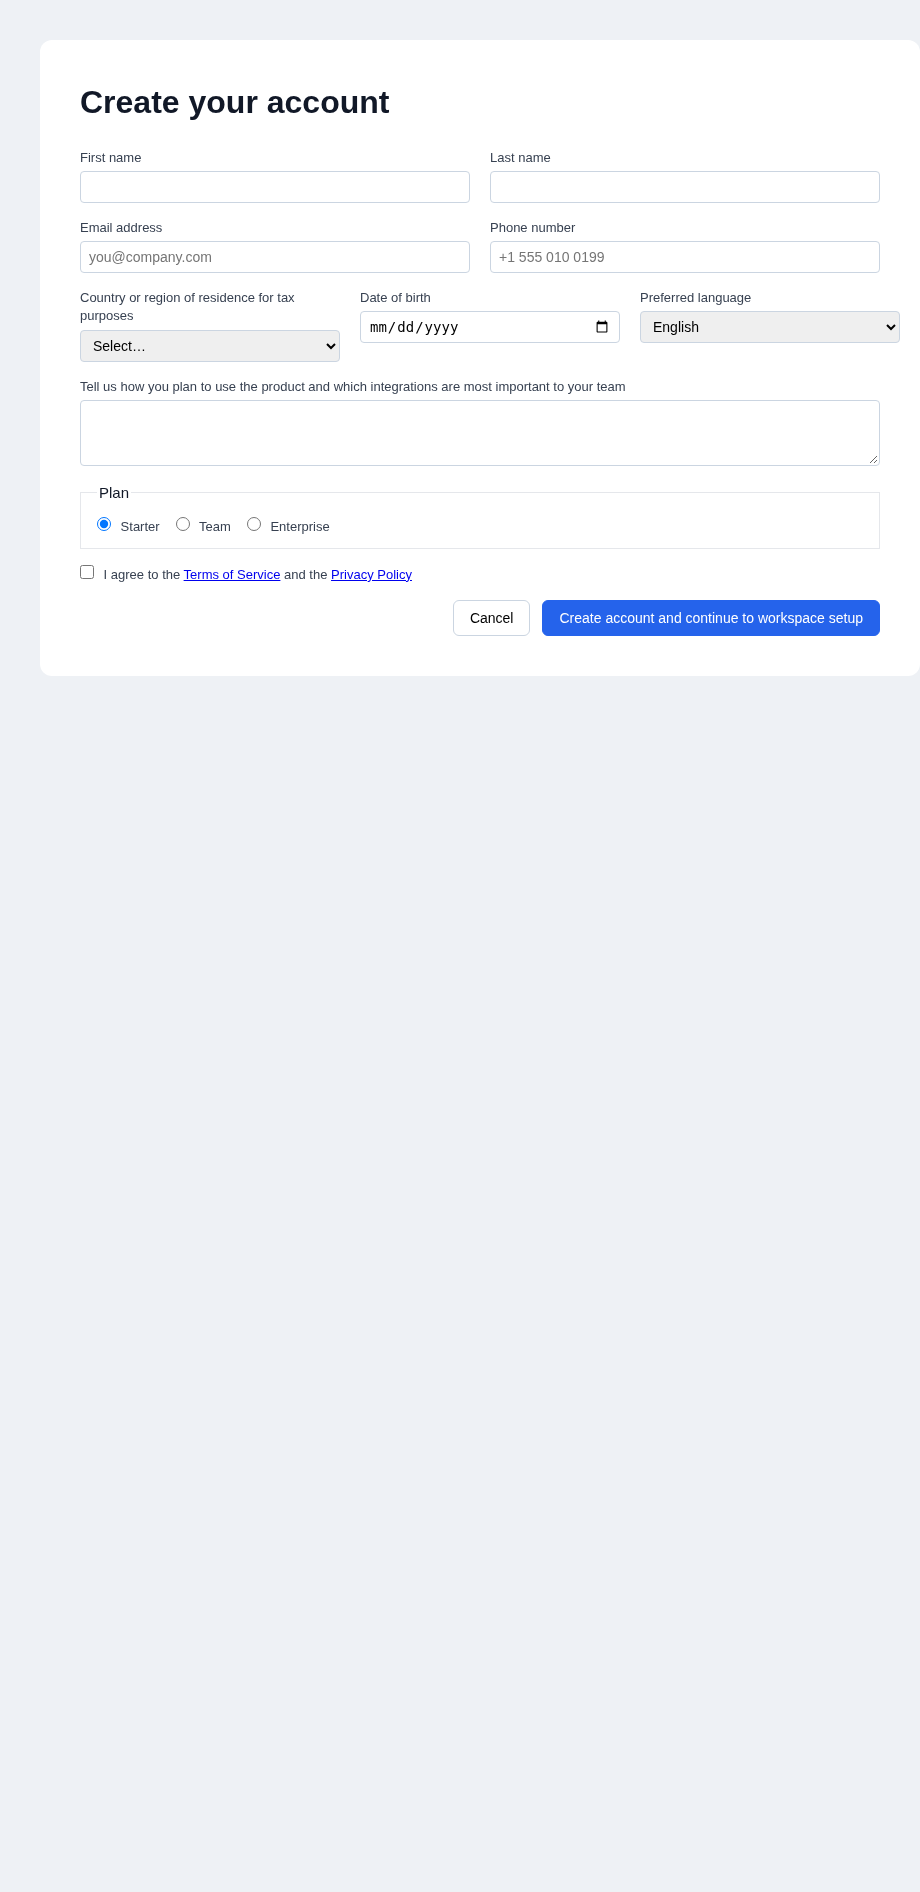 Create your account
First name
Last name
Email address
Phone number
you@company.com
+1 555 010 0199
Country or region of residence for tax
purposes
Date of birth
Preferred language
Select…
mm/dd/yyyy
English
Tell us how you plan to use the product and which integrations are most important to your team
Plan
Starter Team Enterprise
I agree to the Terms of Service and the Privacy Policy
Cancel
Create account and continue to workspace setup